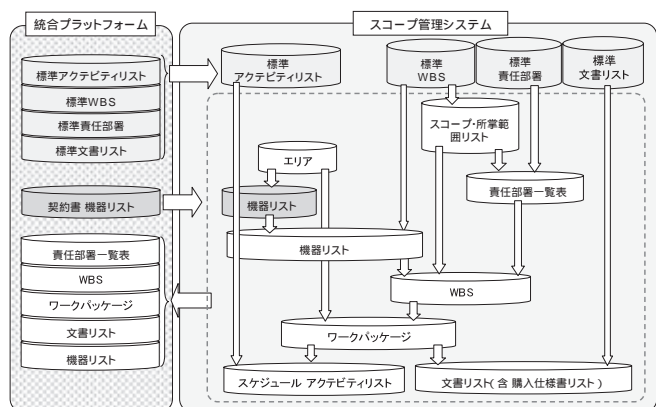 統合プラットフォーム
標準アクテビティリスト
標準WBS
標準責任部署
標準文書リスト
契約書 機器リスト
責任部署一覧表
WBS
ワークパッケージ
文書リスト
機器リスト
スコープ管理システム
標準
アクテビティリスト
標準
WBS
標準
責任部署
標準
文書リスト
スコープ・所掌範
囲リスト
エリア
責任部署一覧表
機器リスト
機器リスト
WBS
ワークパッケージ
スケジュール アクテビティリスト
文書リスト( 含 購入仕様書リスト )